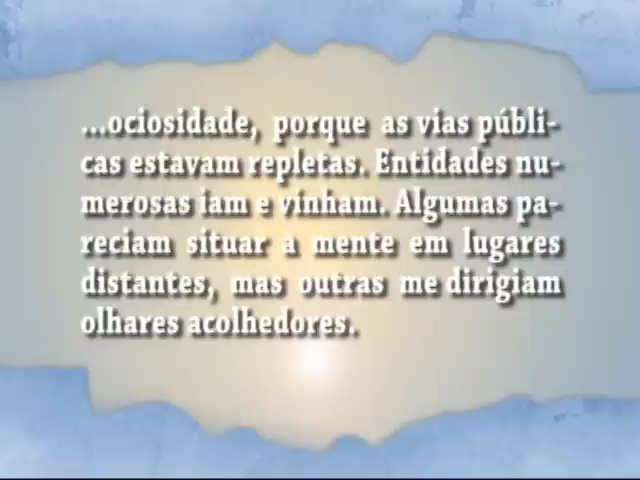 ...ociosidade, porque as vias públi-
cas estavam repletas. Entidades nu-
merosas iam e vinham. Algumas pa-
reciam situar a mente em lugares
distantes, mas outras me dirigiam
olhares acolhedores.